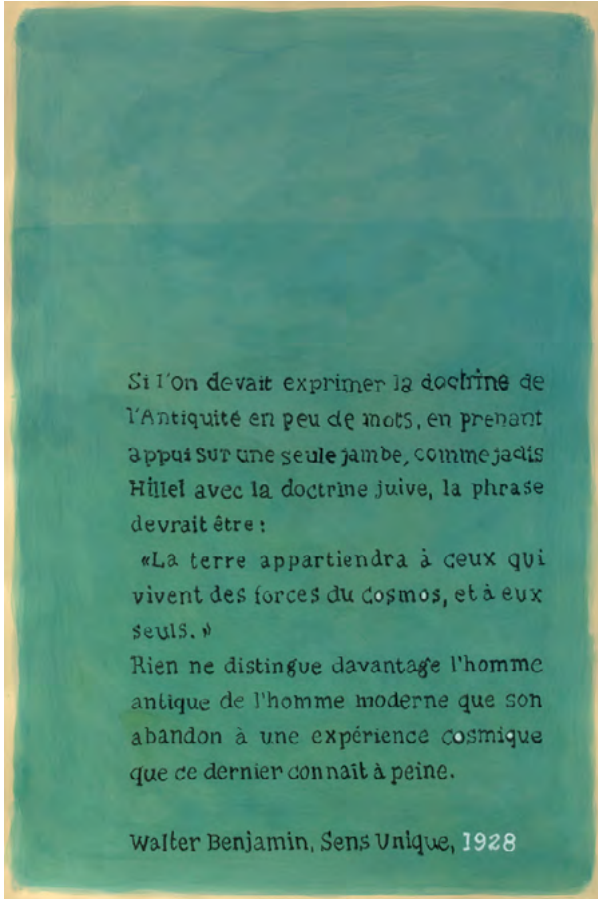 Si l'on devait exprimer la doctrine de
l'Antiquité en peu de mots, en prenant
appui sur une seule jambe, comme jadis
Hillel avec la doctrine juive, la phrase
devrait être :
«La terre appartiendra à ceux qui
vivent des forces du cosmos, et à eux
seuls. »
Rien ne distingue davantage l'homme
antique de l'homme moderne que son
abandon à une expérience cosmique
que ce dernier connaît à peine.
Walter Benjamin, Sens Unique, 1928